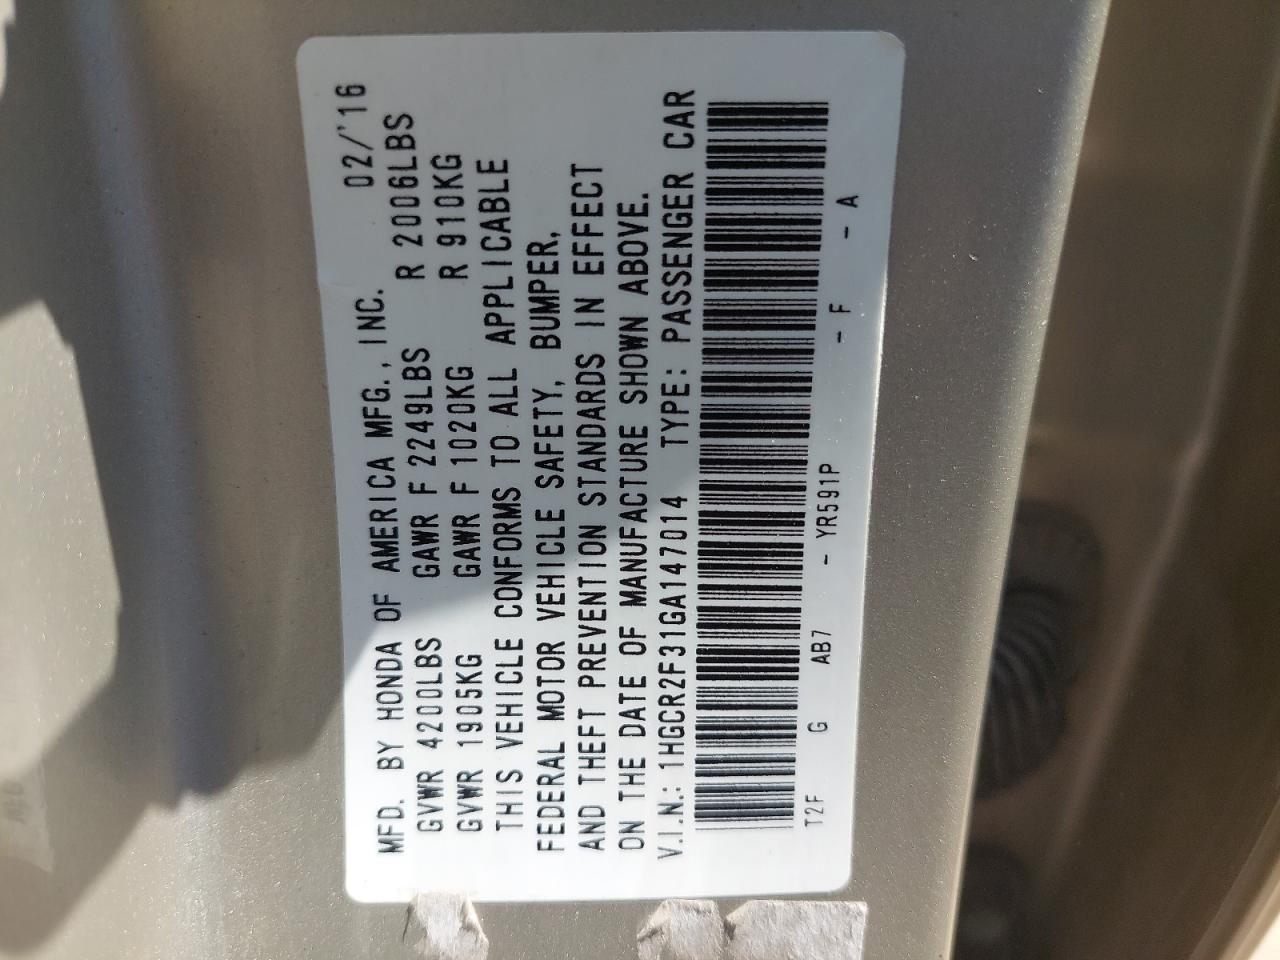 MFD. BY HONDA OF AMERICA MFG., INC. 02/'16
GVWR 4200LBS GAWR F 2249LBS R 2006LBS
GVWR 1905KG GAWR F 1020KG R 910KG
THIS VEHICLE CONFORMS TO ALL APPLICABLE
FEDERAL MOTOR VEHICLE SAFETY, BUMPER,
AND THEFT PREVENTION STANDARDS IN EFFECT
ON THE DATE OF MANUFACTURE SHOWN ABOVE.
V.I.N.: 1HGCR2F31GA147014 TYPE: PASSENGER CAR
T2F G AB7 - YR591P - F - A